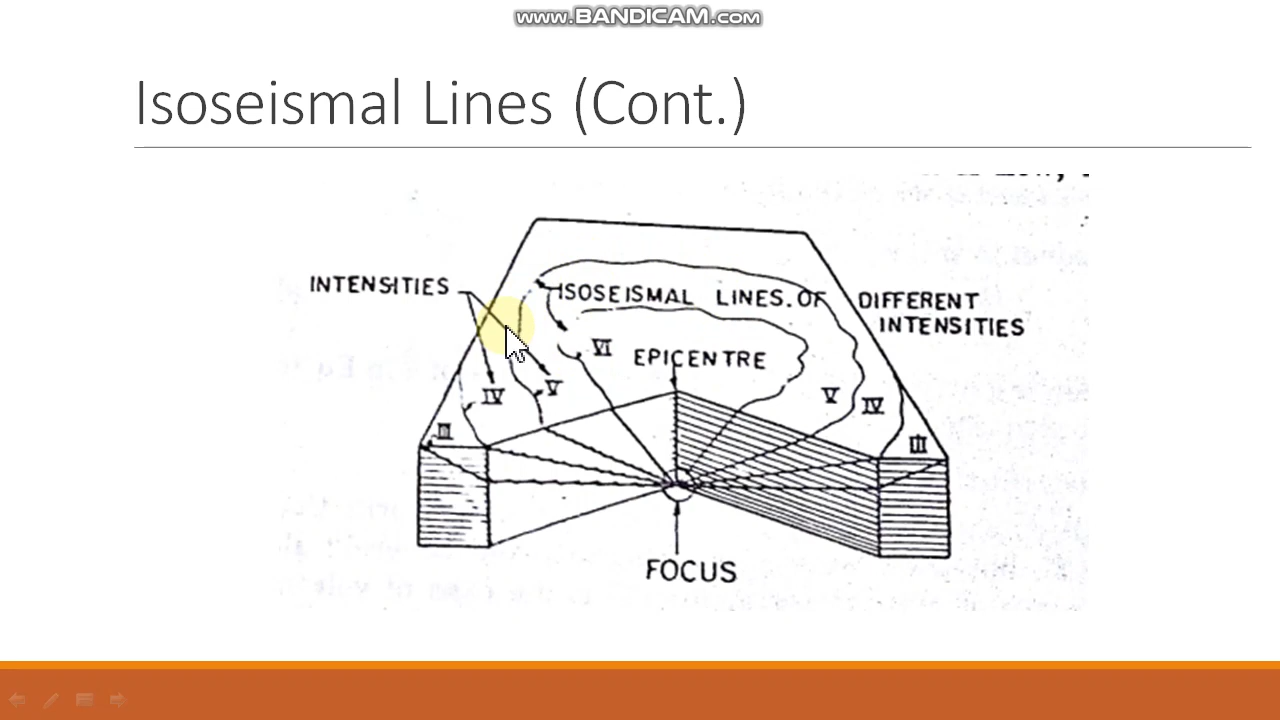 www.BANDICAM.com
Isoseismal Lines (Cont.)
INTENSITIES
ISOSEISMAL LINES. OF DIFFERENT
INTENSITIES
VI
EPICENTRE
IV
V
V
IV
III
III
FOCUS